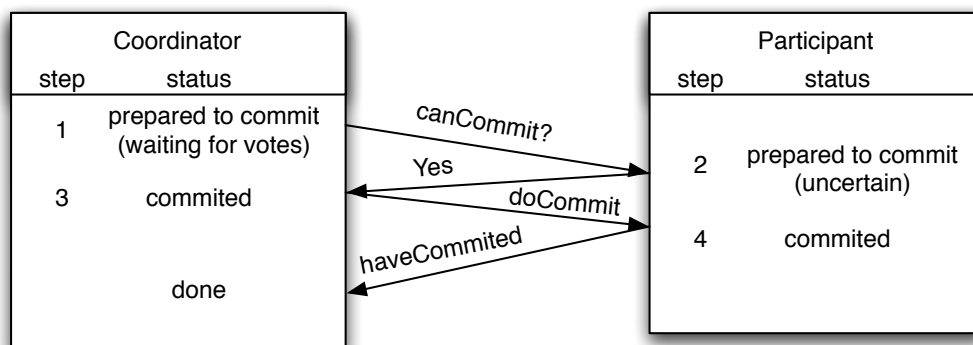 Coordinator
step status
1 prepared to commit
(waiting for votes)
3 commited
done
canCommit?
Yes
doCommit
haveCommited
Participant
step status
2 prepared to commit
(uncertain)
4 commited